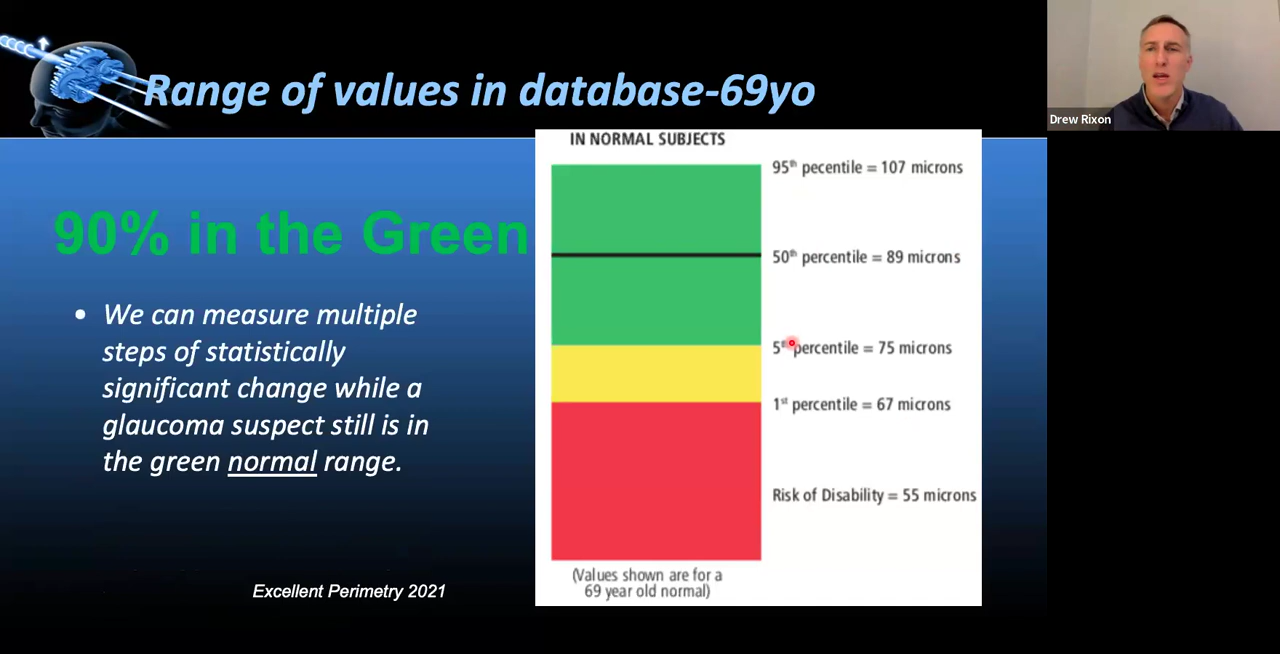 Range of values in database-69yo
Drew Rixon
90% in the Green
• We can measure multiple
steps of statistically
significant change while a
glaucoma suspect still is in
the green normal range.
Excellent Perimetry 2021
IN NORMAL SUBJECTS
95th pecentile = 107 microns
50th percentile = 89 microns
5th percentile = 75 microns
1st percentile = 67 microns
Risk of Disability = 55 microns
(Values shown are for a
69 year old normal)